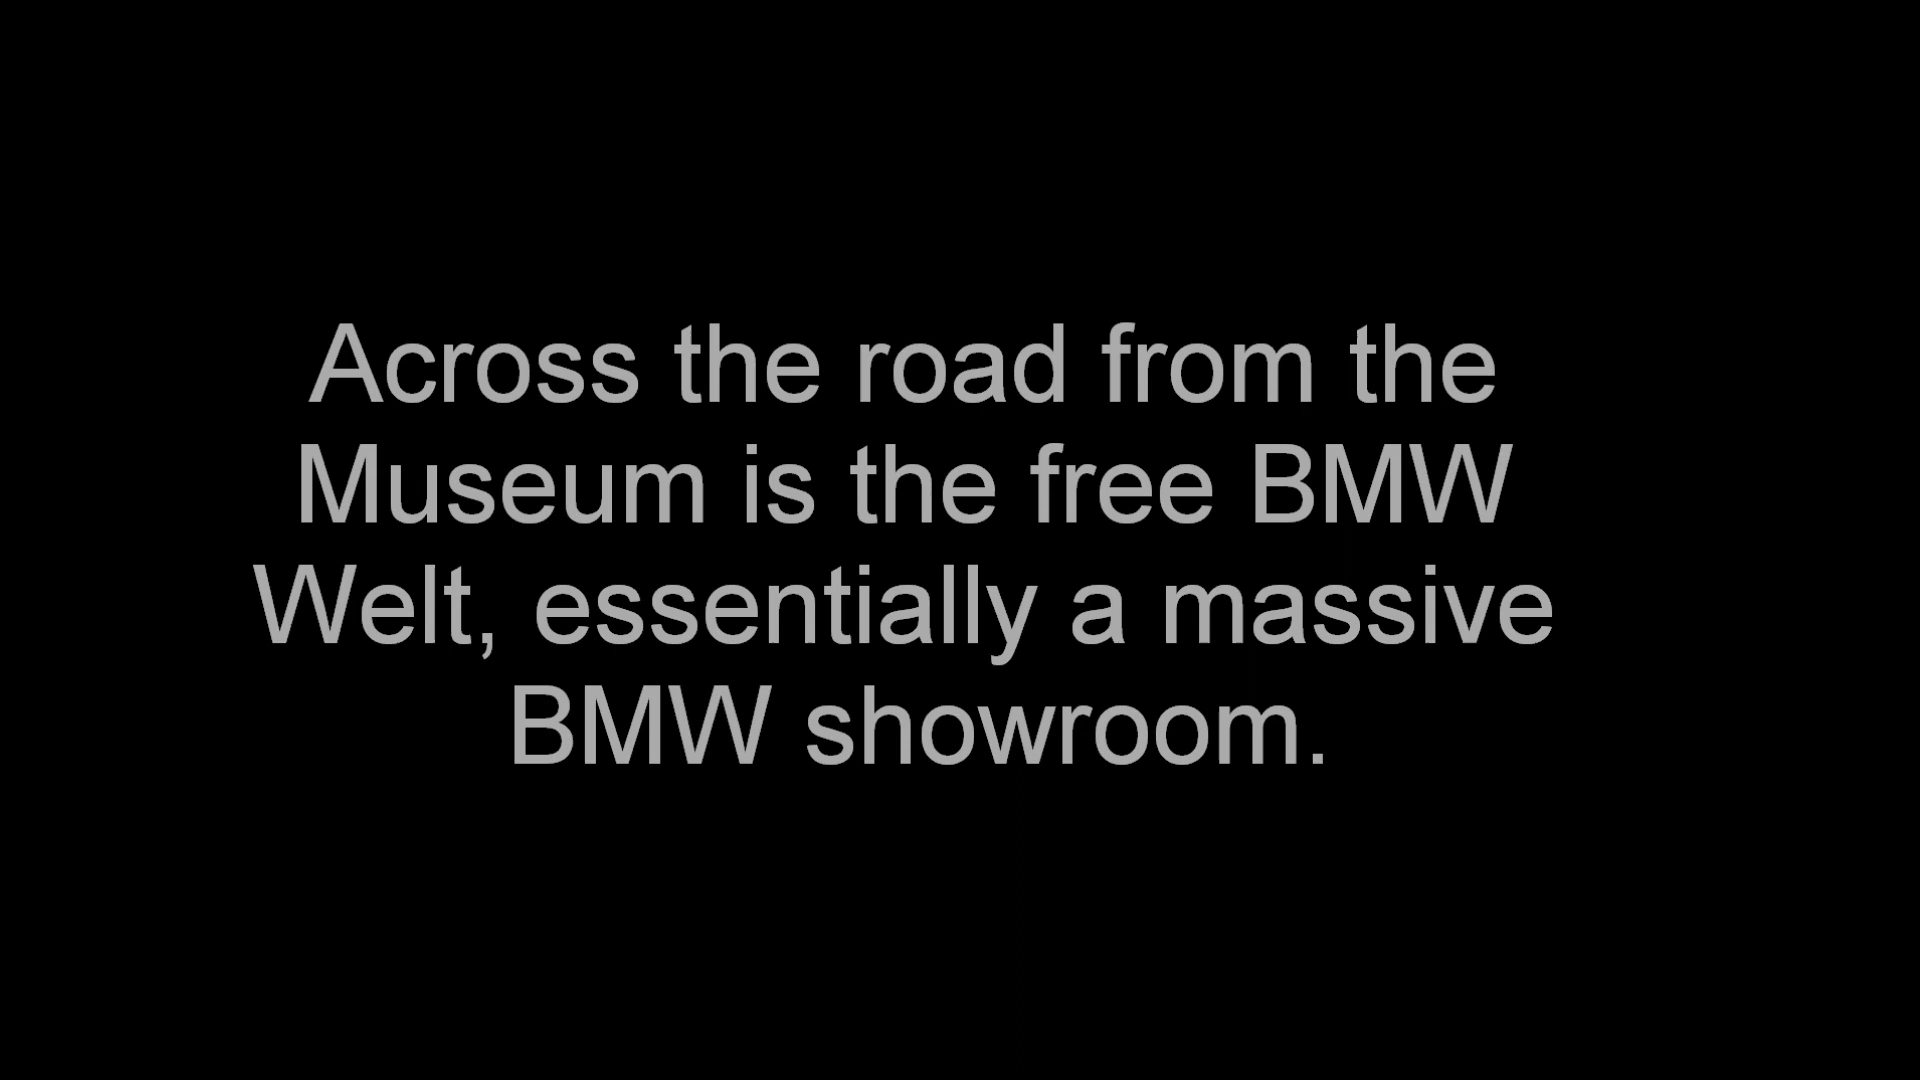 Across the road from the
Museum is the free BMW
Welt, essentially a massive
BMW showroom.